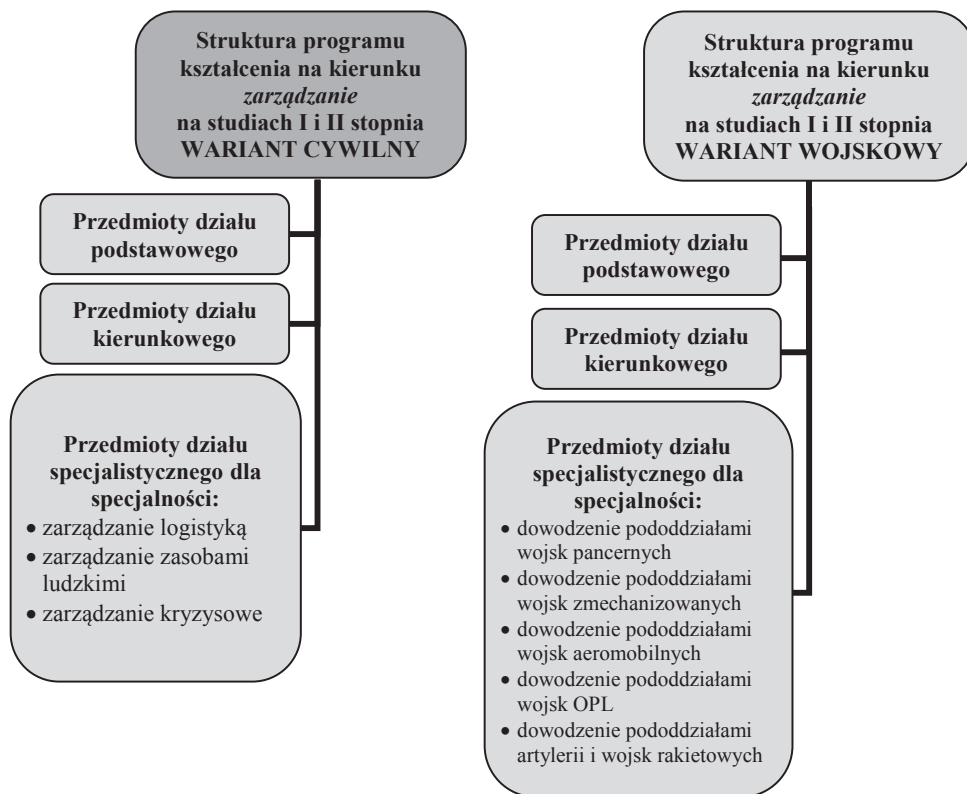 Struktura programu
kształcenia na kierunku
zarządzanie
na studiach I i II stopnia
WARIANT CYWILNY
Przedmioty działu
podstawowego
Przedmioty działu
kierunkowego
Przedmioty działu
specjalistycznego dla
specjalności:
• zarządzanie logistyką
• zarządzanie zasobami
ludzkimi
• zarządzanie kryzysowe
Struktura programu
kształcenia na kierunku
zarządzanie
na studiach I i II stopnia
WARIANT WOJSKOWY
Przedmioty działu
podstawowego
Przedmioty działu
kierunkowego
Przedmioty działu
specjalistycznego dla
specjalności:
• dowodzenie pododdziałami
wojsk pancernych
• dowodzenie pododdziałami
wojsk zmechanizowanych
• dowodzenie pododdziałami
wojsk aeromobilnych
• dowodzenie pododdziałami
wojsk OPL
• dowodzenie pododdziałami
artylerii i wojsk rakietowych